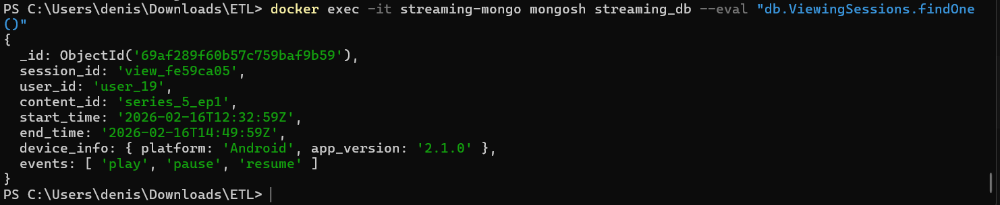 PS C:\Users\denis\Downloads\ETL> docker exec -it streaming-mongo mongosh streaming_db --eval "db.ViewingSessions.findOne
()"
{
  _id: ObjectId('69af289f60b57c759baf9b59'),
  session_id: 'view_fe59ca05',
  user_id: 'user_19',
  content_id: 'series_5_ep1',
  start_time: '2026-02-16T12:32:59Z',
  end_time: '2026-02-16T14:49:59Z',
  device_info: { platform: 'Android', app_version: '2.1.0' },
  events: [ 'play', 'pause', 'resume' ]
}
PS C:\Users\denis\Downloads\ETL>